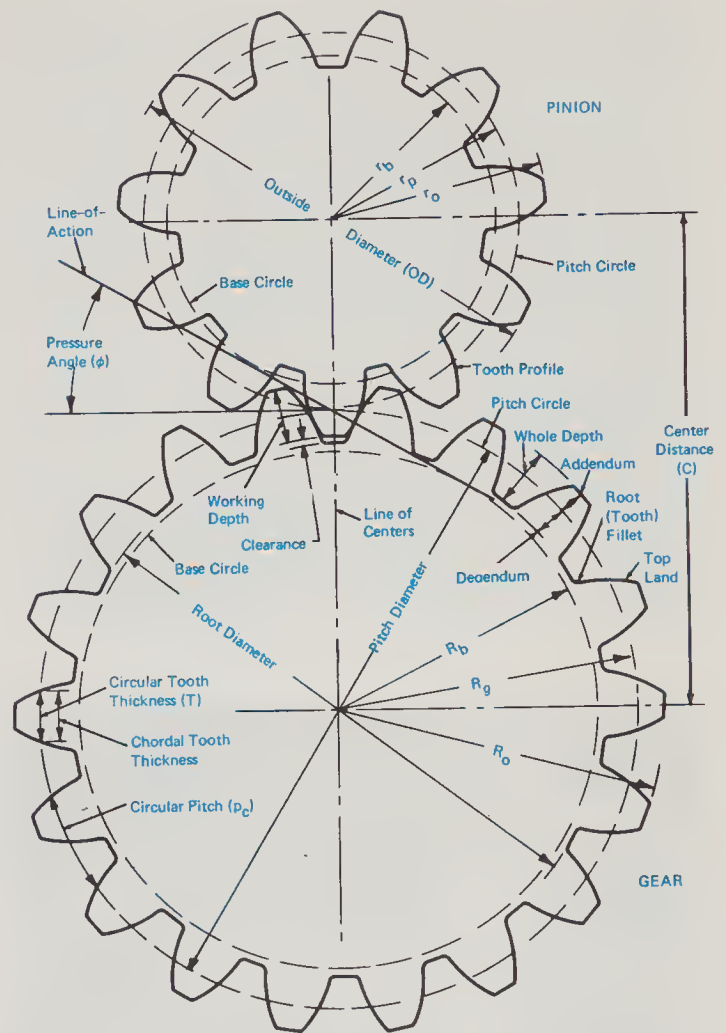 PINION
r_b
r_p
r_o
Outside
Diameter (OD)
Line-of-
Action
Base Circle
Pitch Circle
Pressure
Angle (ϕ)
Tooth Profile
Pitch Circle
Whole Depth
Addendum
Center
Distance
(C)
Root
(Tooth)
Fillet
Top
Land
Working
Depth
Clearance
Line of
Centers
Base Circle
Dedendum
Root Diameter
Pitch Diameter
R_b
R_g
R_o
Circular Tooth
Thickness (T)
Chordal Tooth
Thickness
Circular Pitch (p_c)
GEAR